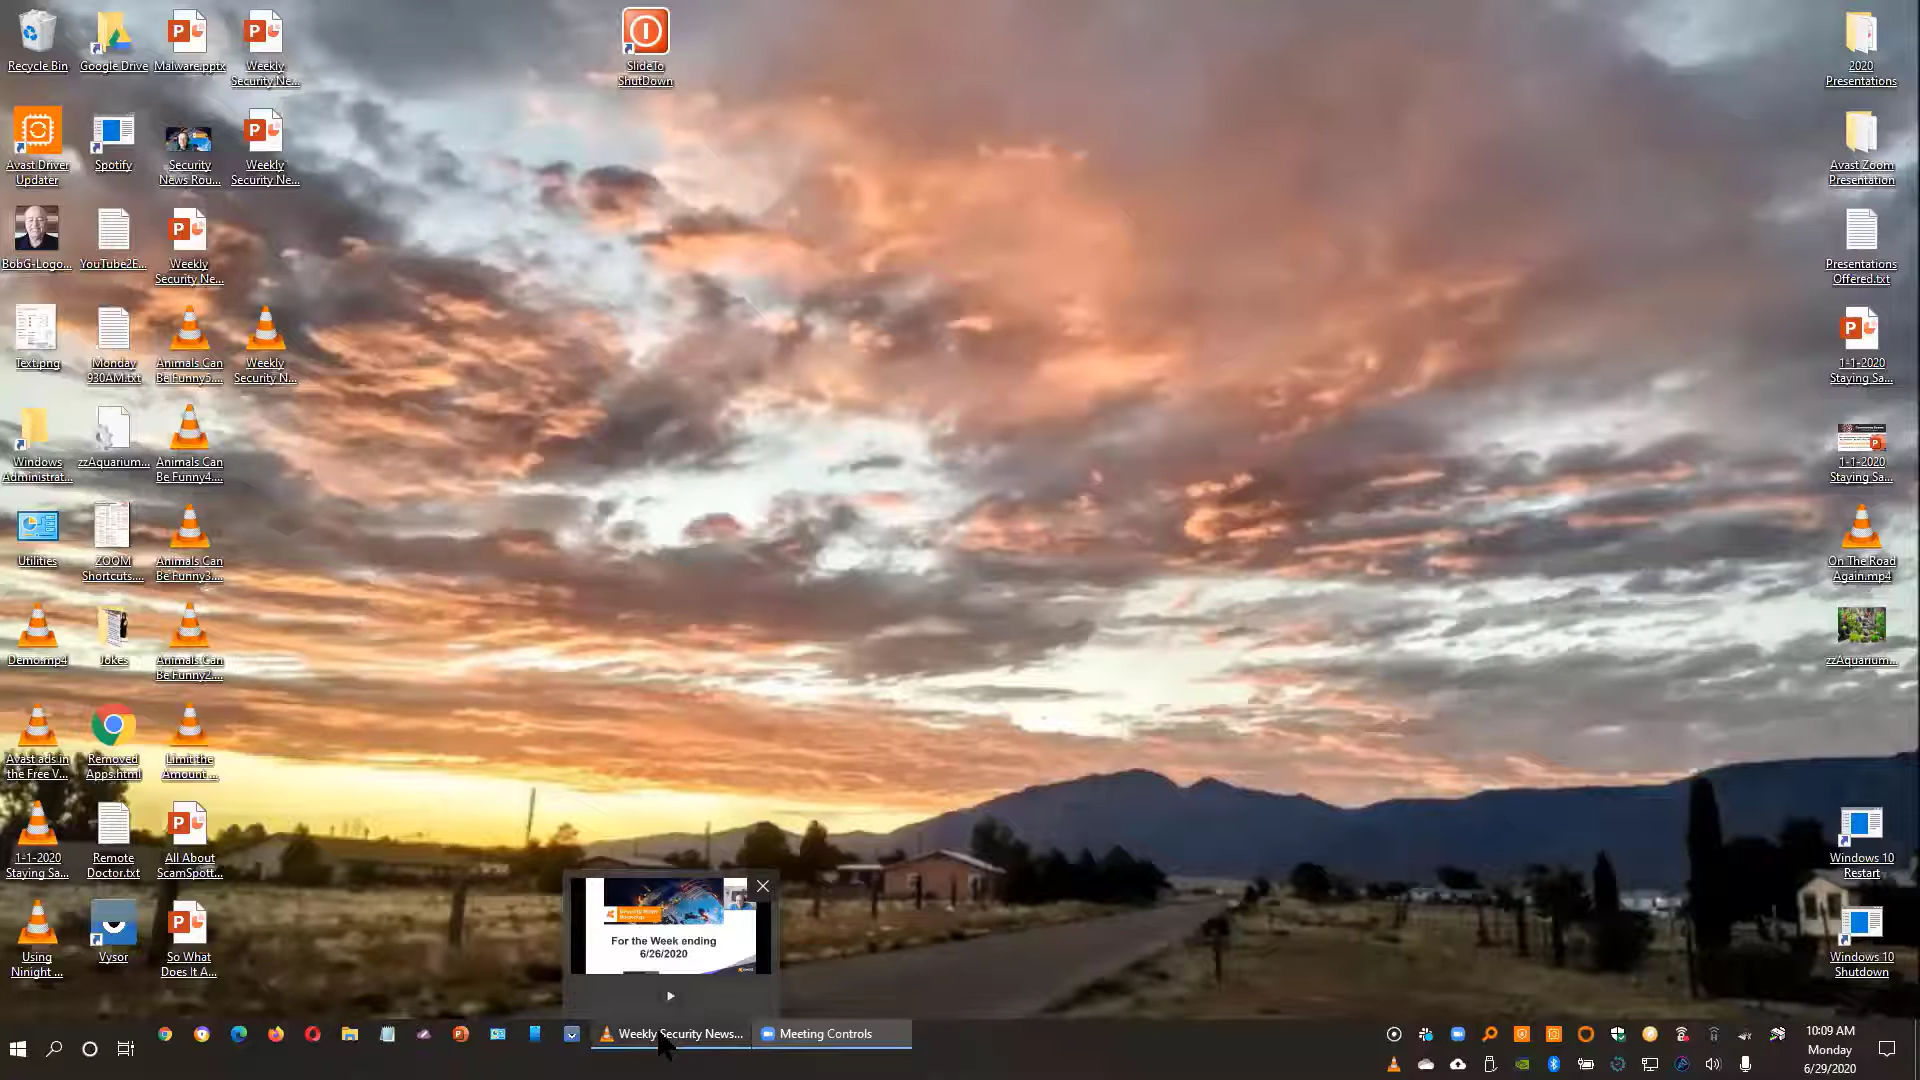 Recycle Bin
Google Drive
Malware.pptx
Weekly
Security Ne...
SlideTo
ShutDown
2020
Presentations
Avast Driver
Updater
Spotify
Security
News Rou...
Weekly
Security Ne...
Avast Zoom
Presentation
BobG-Logo...
YouTube2E...
Weekly
Security Ne...
Presentations
Offered.txt
Text.png
Monday
930AM.txt
Animals Can
Be Funny5....
Weekly
Security N...
1-1-2020
Staying Sa...
Windows
Administrat...
zzAquarium...
Animals Can
Be Funny4....
1-1-2020
Staying Sa...
Utilities
ZOOM
Shortcuts....
Animals Can
Be Funny3....
On The Road
Again.mp4
Demo.mp4
Jokes
Animals Can
Be Funny2....
zzAquarium...
Avast ads in
the Free V...
Removed
Apps.html
Limit the
Amount ...
1-1-2020
Staying Sa...
Remote
Doctor.txt
All About
ScamSpott...
Windows 10
Restart
Using
Ninight ...
Vysor
So What
Does It A...
Windows 10
Shutdown
Security News
Roundup
For the Week ending
6/26/2020
Weekly Security News...
Meeting Controls
10:09 AM
Monday
6/29/2020